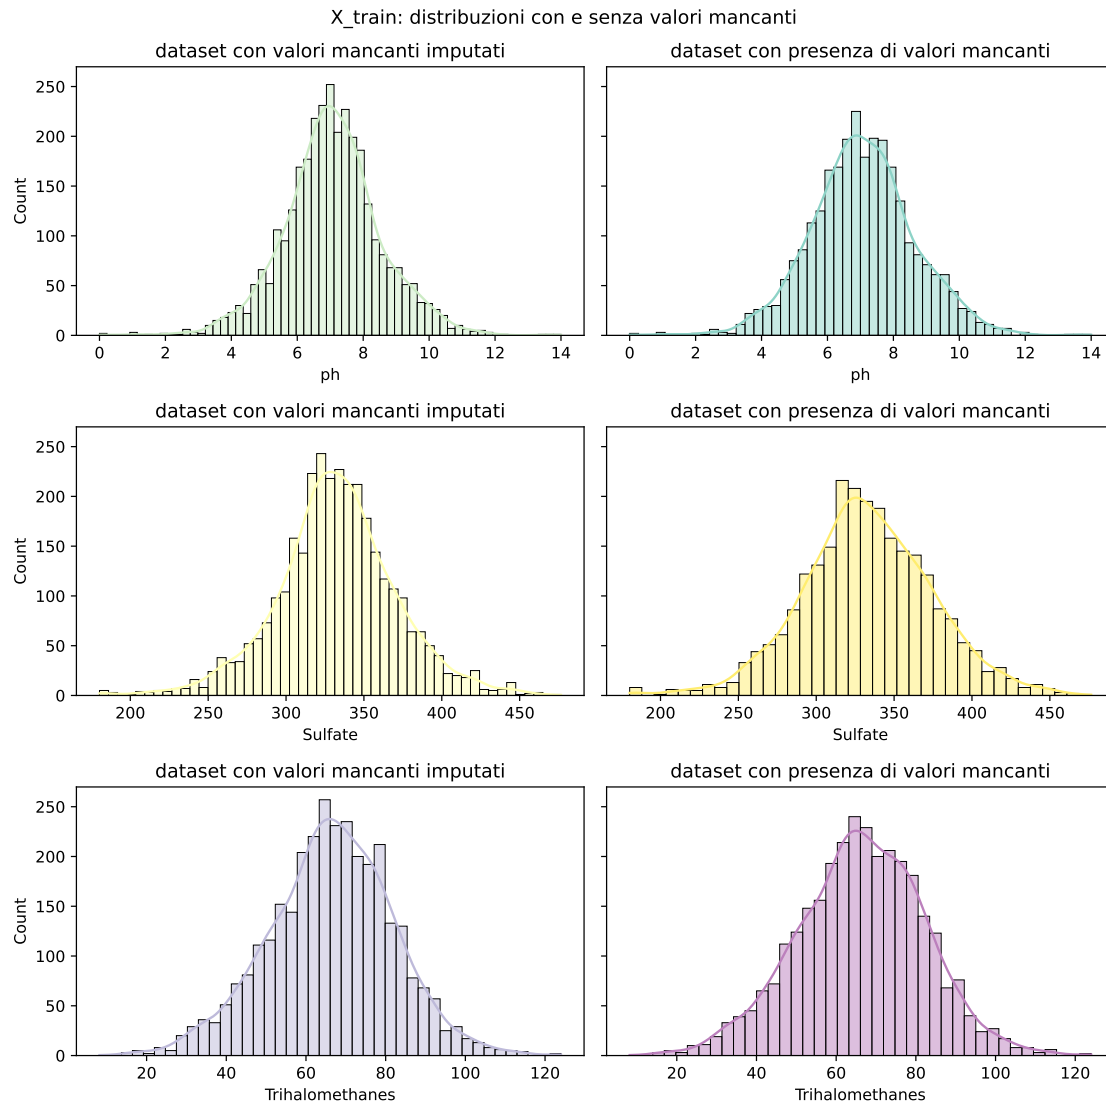 X_train: distribuzioni con e senza valori mancanti
dataset con valori mancanti imputati
dataset con presenza di valori mancanti
250
200
150
100
50
0
Count
0 2 4 6 8 10 12 14
ph
0 2 4 6 8 10 12 14
ph
dataset con valori mancanti imputati
dataset con presenza di valori mancanti
250
200
150
100
50
0
Count
200 250 300 350 400 450
Sulfate
200 250 300 350 400 450
Sulfate
dataset con valori mancanti imputati
dataset con presenza di valori mancanti
250
200
150
100
50
0
Count
20 40 60 80 100 120
Trihalomethanes
20 40 60 80 100 120
Trihalomethanes